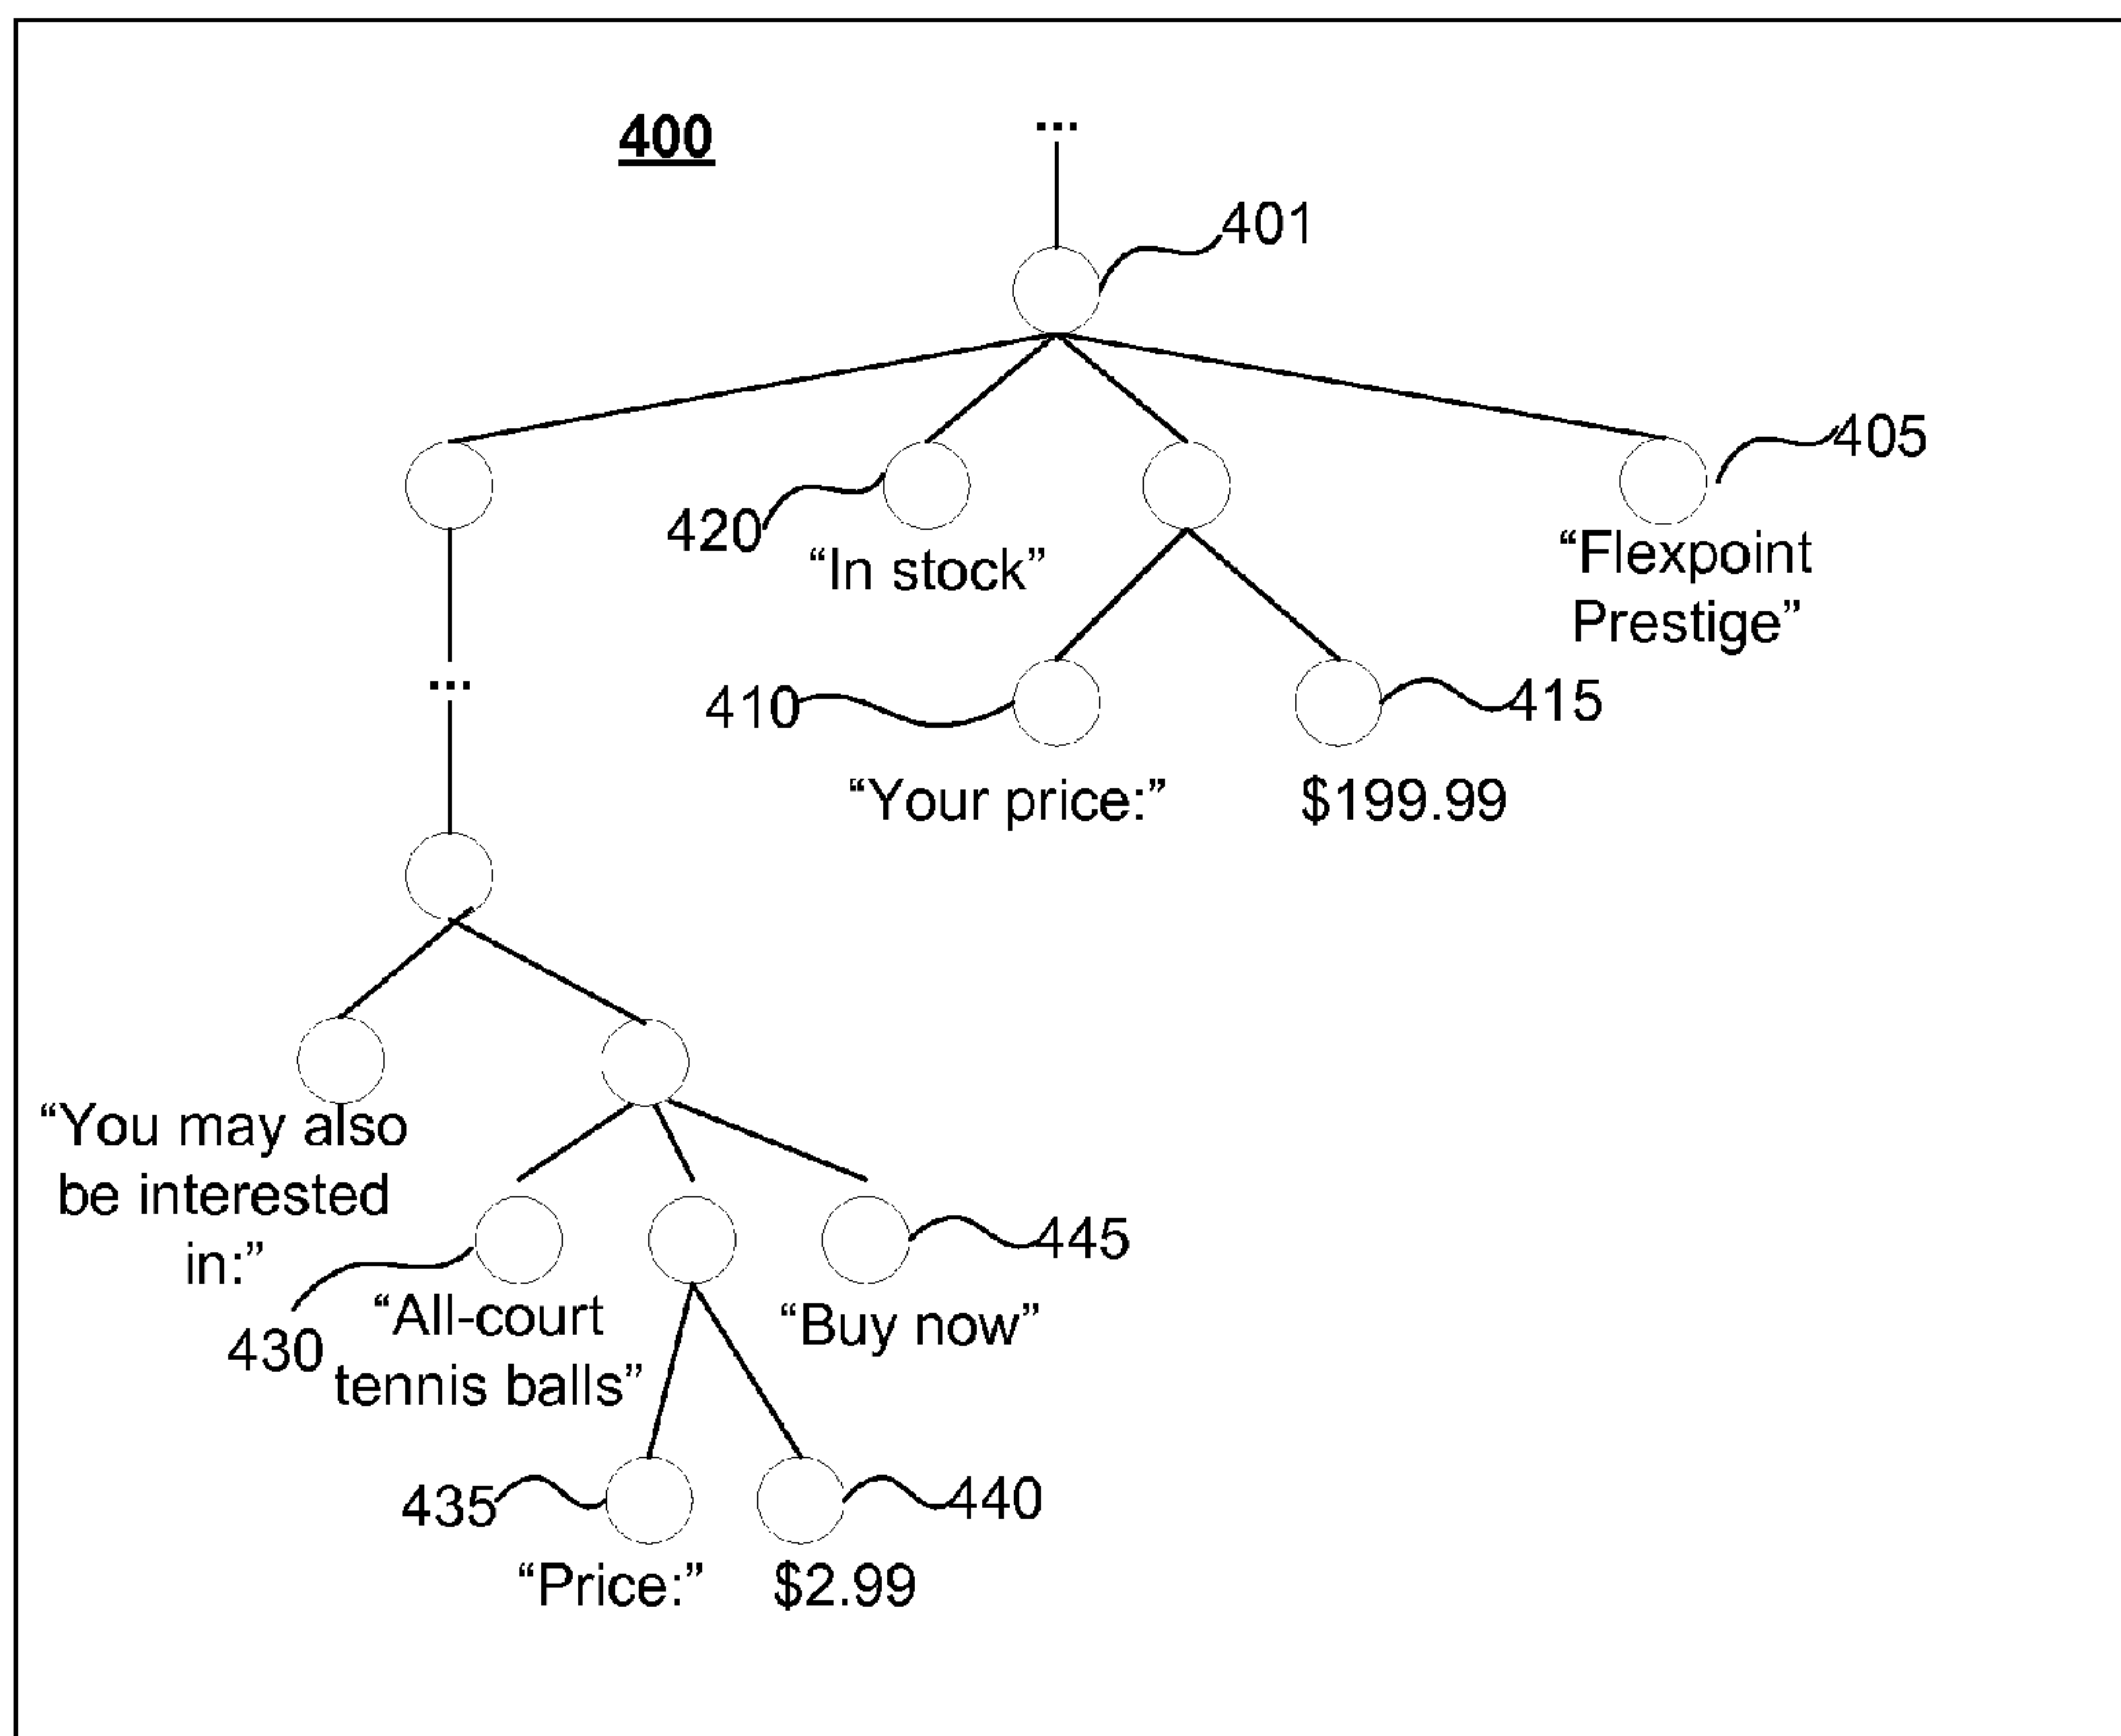 400
...
401
405
420
“In stock”
“Flexpoint
Prestige”
...
410
415
“Your price:”
$199.99
“You may also
be interested
in:”
445
430
“All-court
tennis balls”
“Buy now”
435
440
“Price:”
$2.99